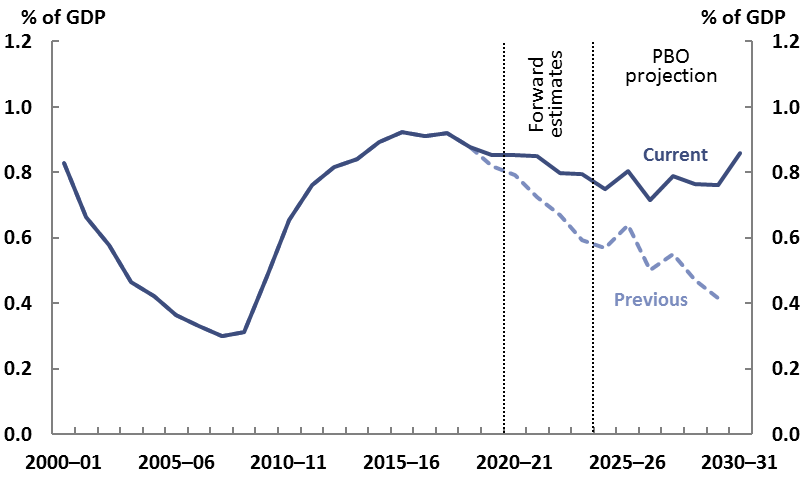 % of GDP
% of GDP
1.2
1.2
1.0
1.0
0.8
0.8
0.6
0.6
0.4
0.4
0.2
0.2
0.0
0.0
Forward
estimates
PBO
projection
Current
Previous
2000–01
2005–06
2010–11
2015–16
2020–21
2025–26
2030–31